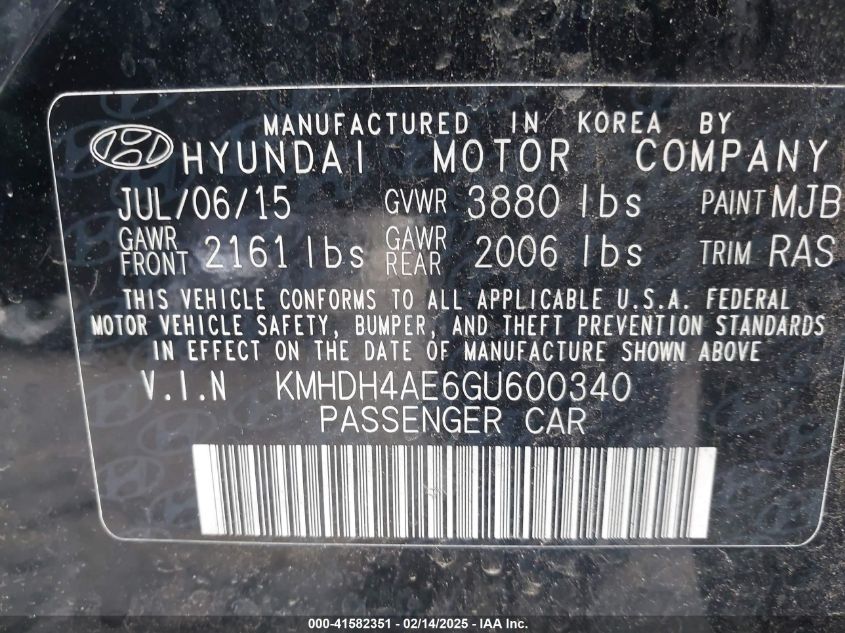 MANUFACTURED IN KOREA BY
HYUNDAI MOTOR COMPANY
JUL/06/15 GVWR 3880 lbs PAINT MJB
GAWR FRONT 2161 lbs GAWR REAR 2006 lbs TRIM RAS
THIS VEHICLE CONFORMS TO ALL APPLICABLE U.S.A. FEDERAL
MOTOR VEHICLE SAFETY, BUMPER, AND THEFT PREVENTION STANDARDS
IN EFFECT ON THE DATE OF MANUFACTURE SHOWN ABOVE
V.I.N KMHDH4AE6GU600340
PASSENGER CAR
000-41582351 - 02/14/2025 - IAA, Inc.